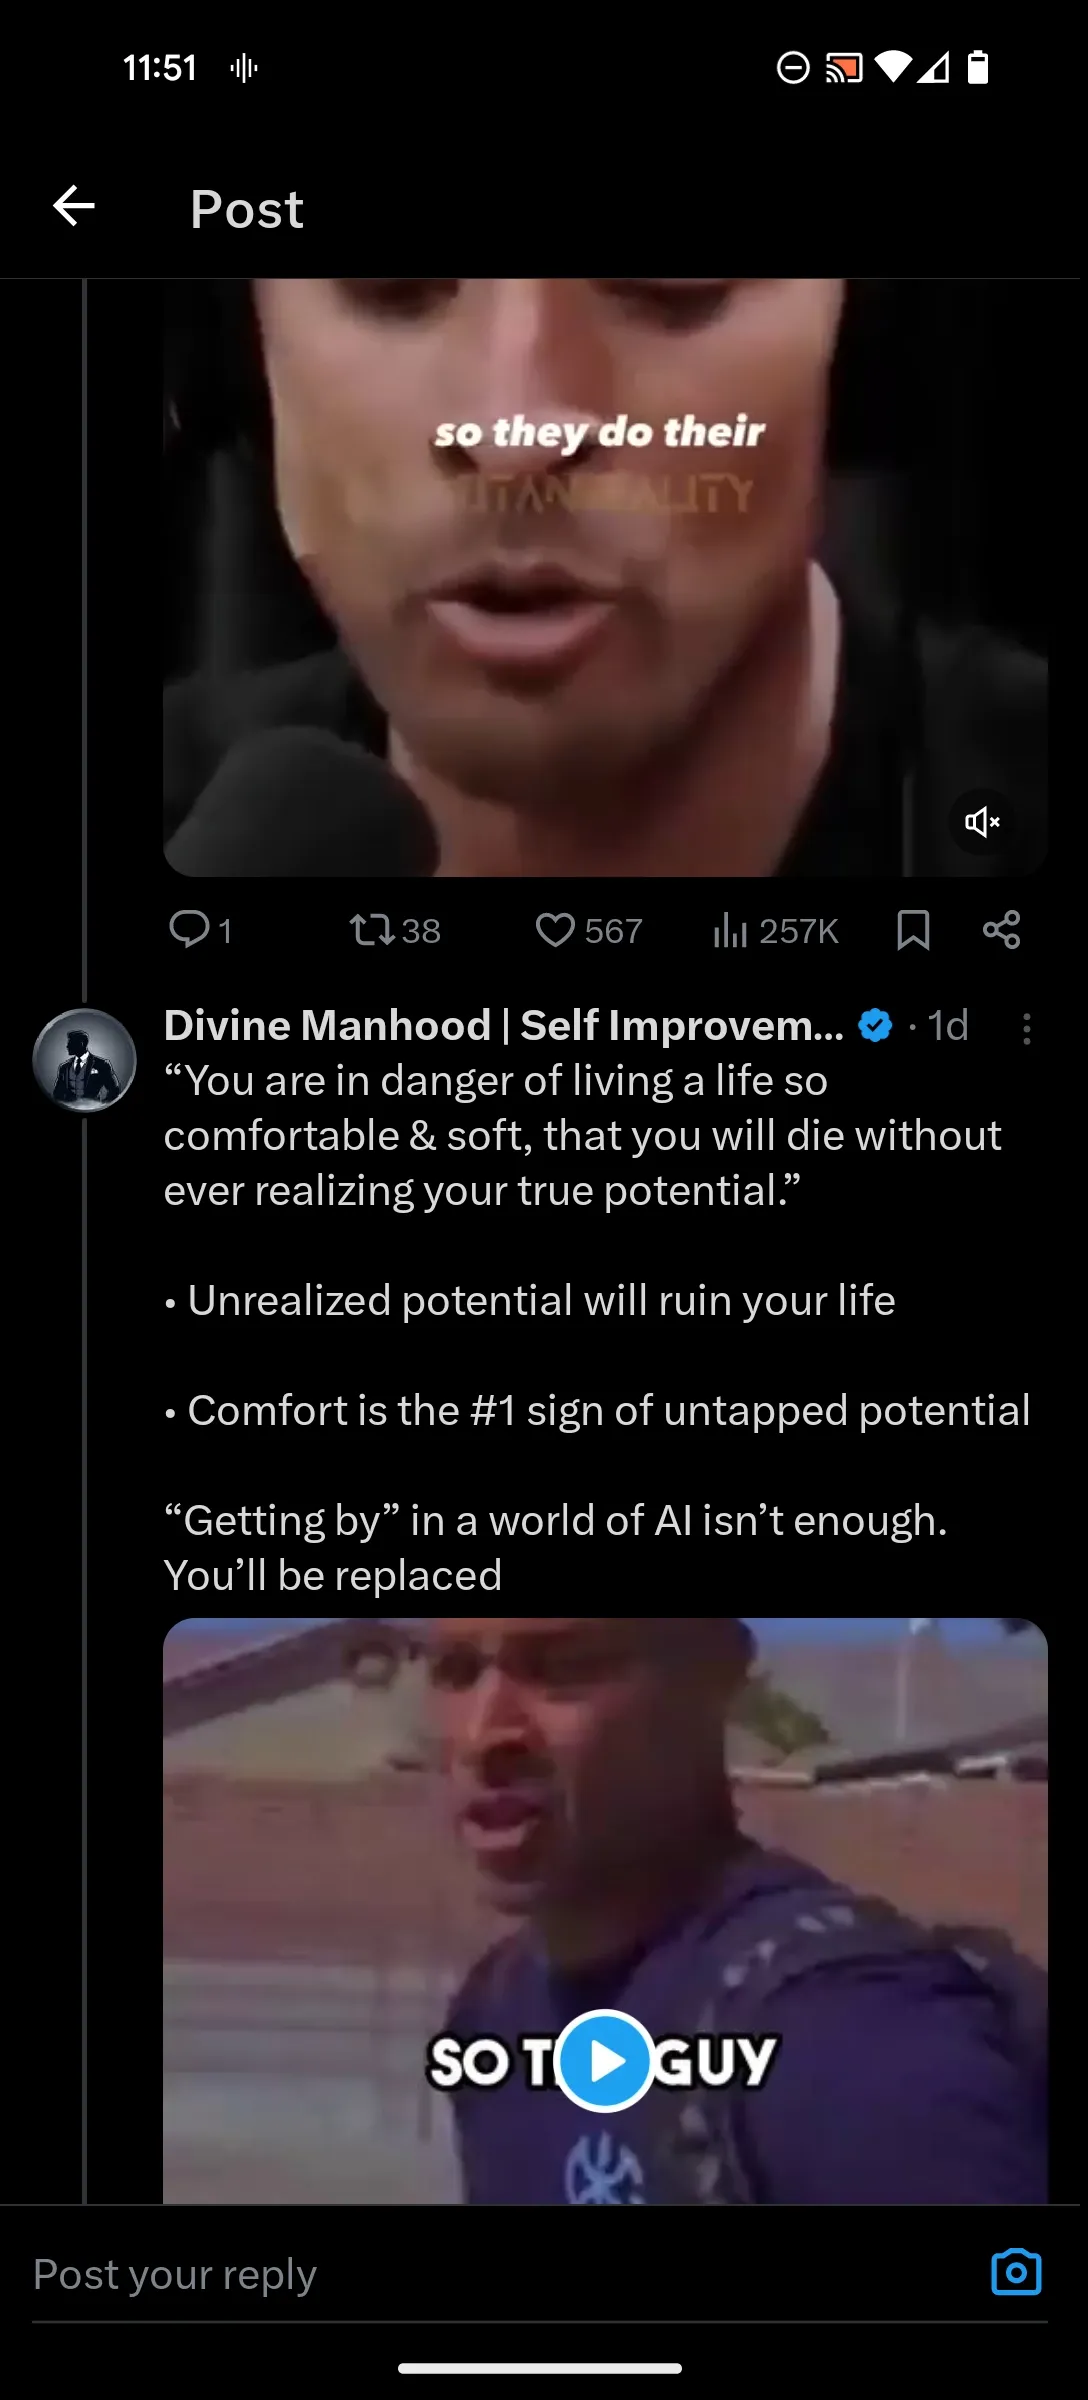 11:51
Post
so they do their
1
38
567
257K
Divine Manhood | Self Improvem... · 1d
“You are in danger of living a life so
comfortable & soft, that you will die without
ever realizing your true potential.”
• Unrealized potential will ruin your life
• Comfort is the #1 sign of untapped potential
“Getting by” in a world of AI isn’t enough.
You’ll be replaced
SO GUY
Post your reply